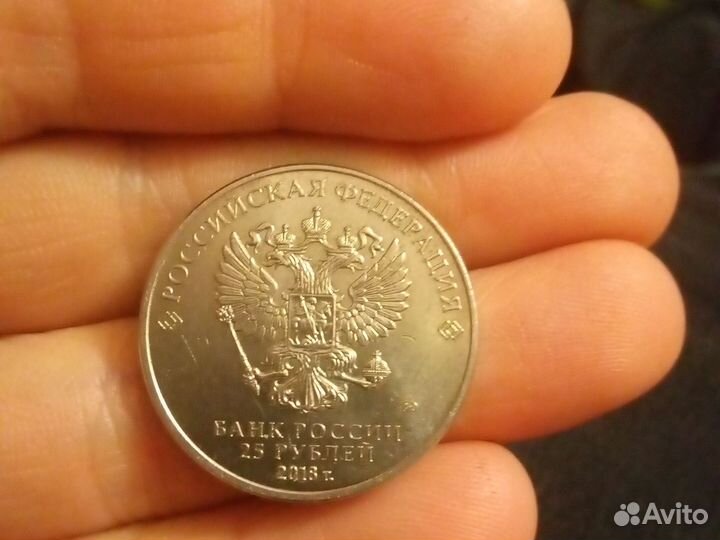 РОССИЙСКАЯ ФЕДЕРАЦИЯ
БАНК РОССИИ
25 РУБЛЕЙ
2018 г.
Avito